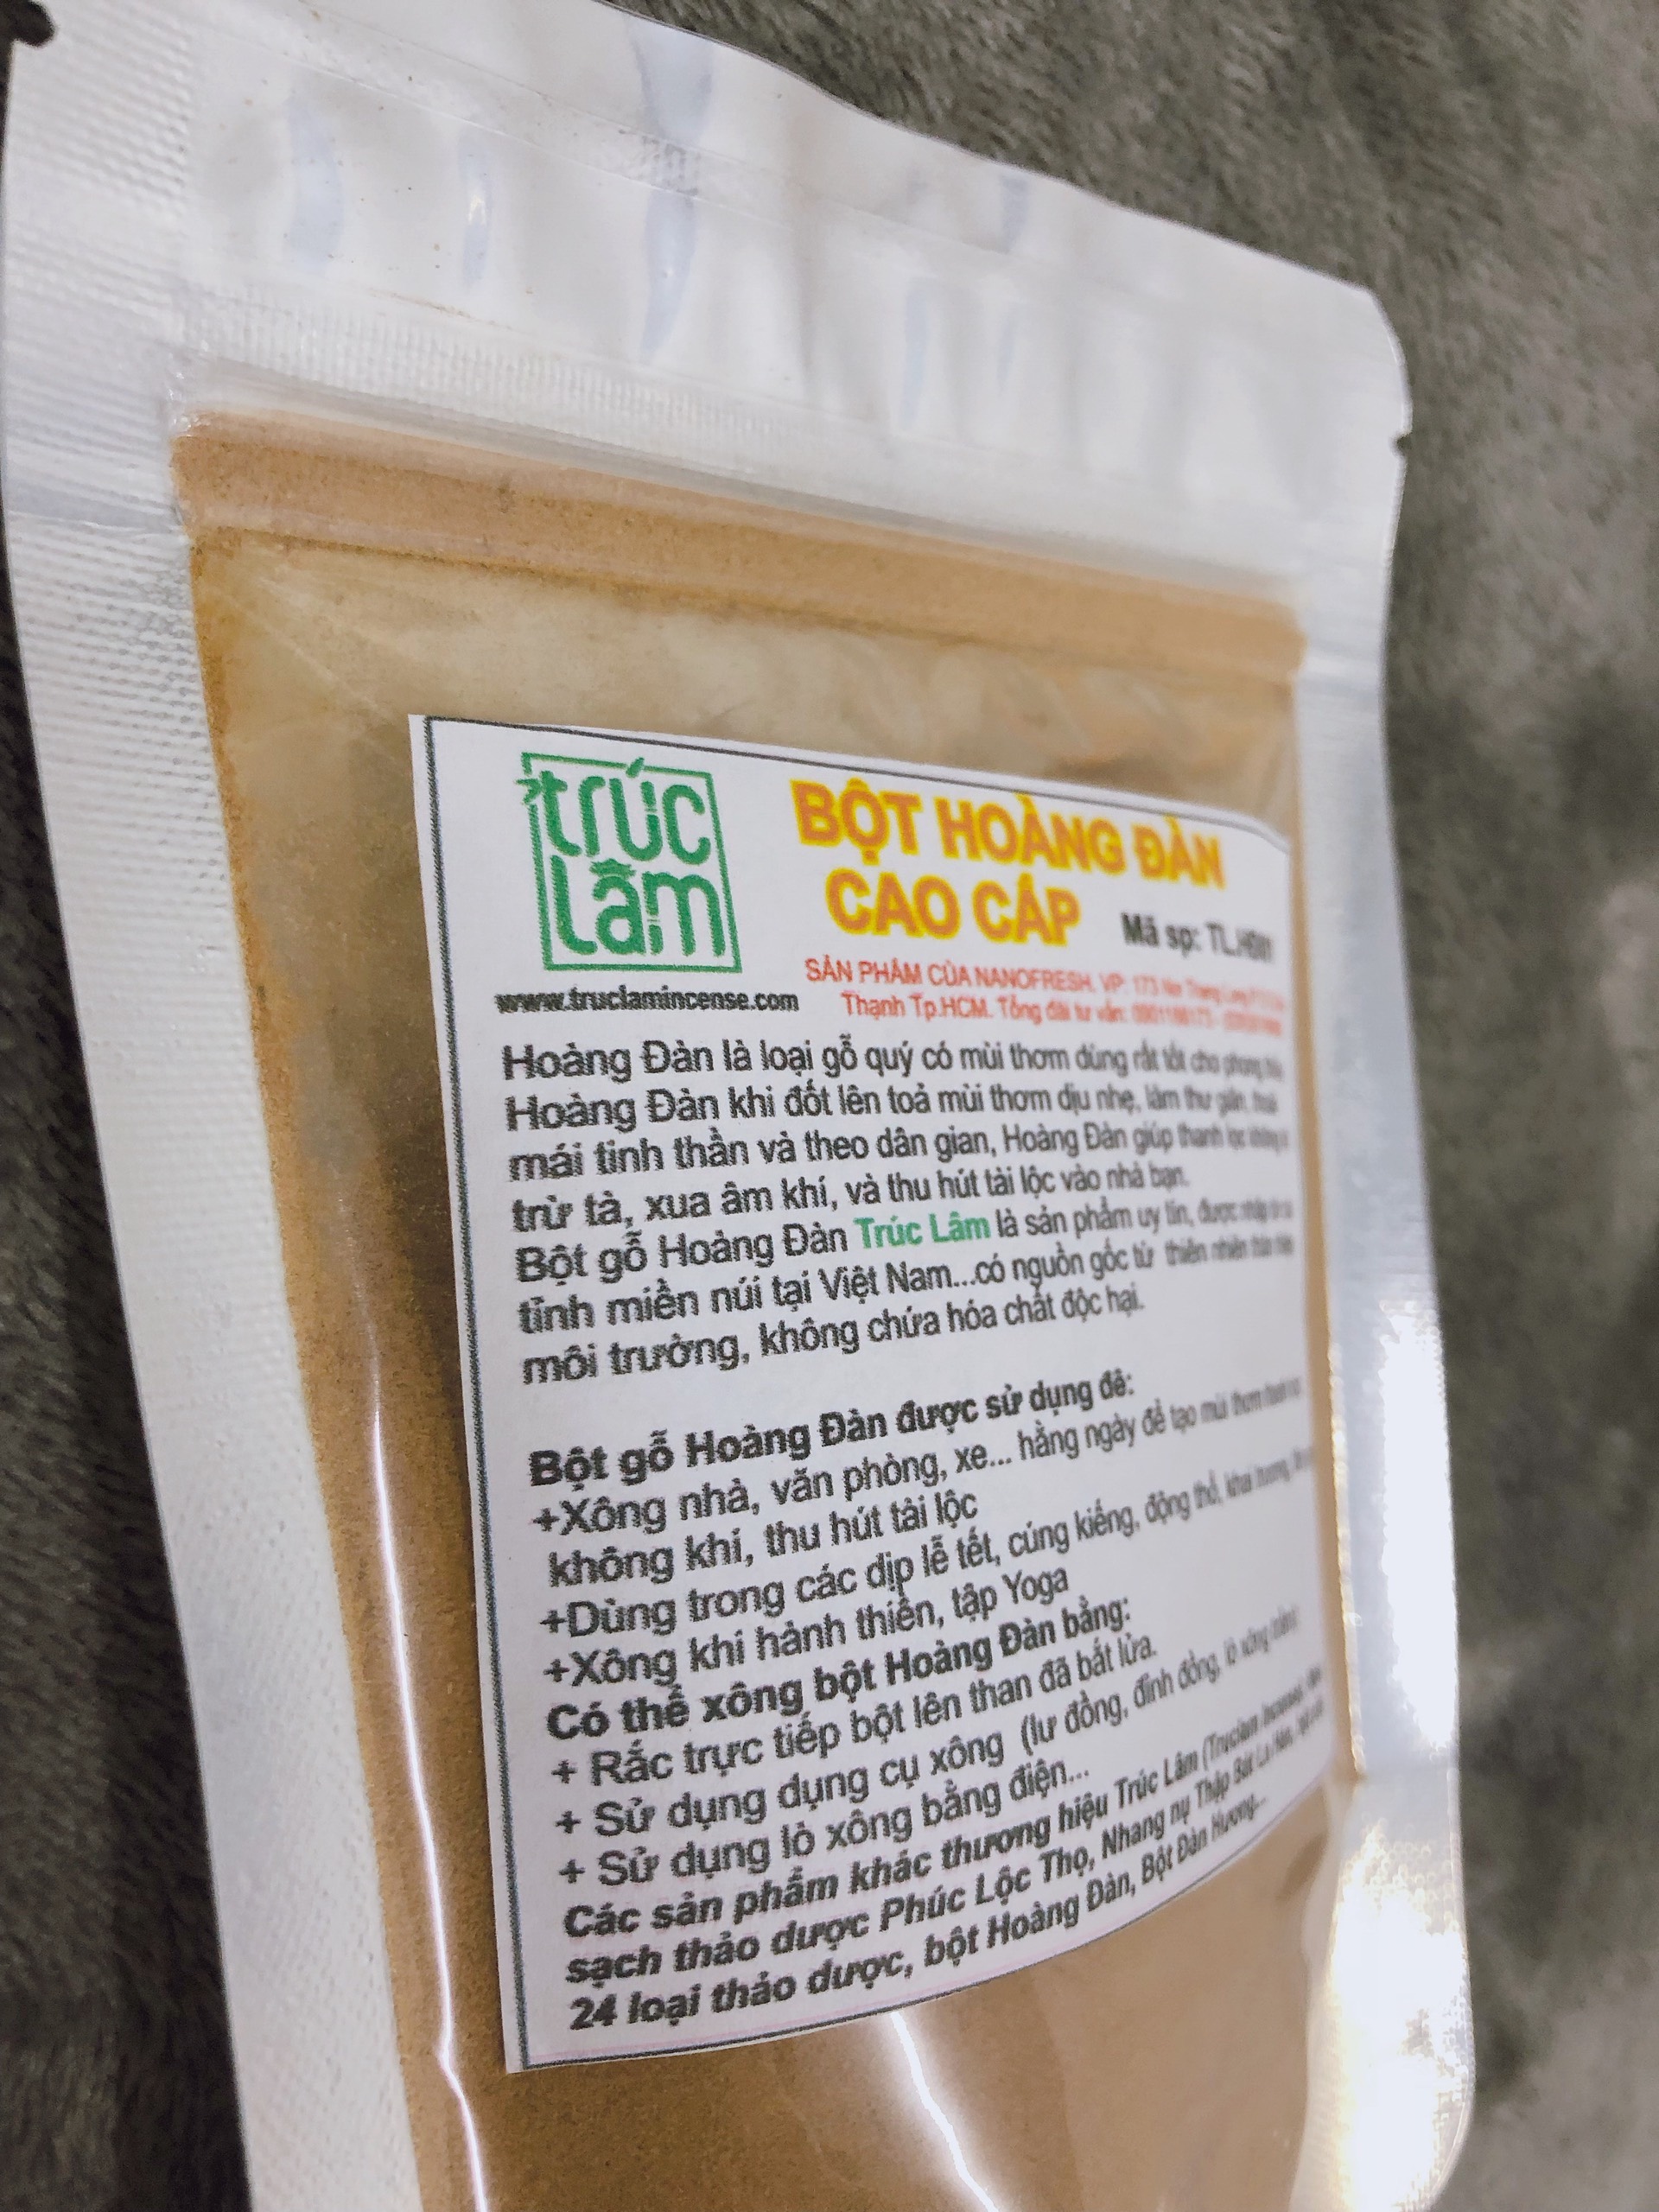 trúc
Lâm
BỘT HOÀNG ĐÀN
CAO CẤP
Mã sp:
www.truclamincense.com
SẢN PHẨM CỦA NANOFRESH. VP: 173
Thạnh Tp.HCM. Tổng đài tư vấn:
Hoàng Đàn là loại gỗ quý có mùi thơm dùng rất tốt cho phong
Hoàng Đàn khi đốt lên toả mùi thơm dịu nhẹ, làm thư giãn,
mái tinh thần và theo dân gian, Hoàng Đàn giúp thanh lọc không
trừ tà, xua âm khí, và thu hút tài lộc vào nhà bạn.
Bột gỗ Hoàng Đàn Trúc Lâm là sản phẩm uy tín, được
tỉnh miền núi tại Việt Nam...có nguồn gốc từ thiên nhiên
môi trường, không chứa hóa chất độc hại.
Bột gỗ Hoàng Đàn được sử dụng để:
+Xông nhà, văn phòng, xe... hằng ngày để tạo mùi thơm
không khí, thu hút tài lộc
+Dùng trong các dịp lễ tết, cúng kiếng, động thổ, khai trương,
+Xông khi hành thiền, tập Yoga
Có thể xông bột Hoàng Đàn bằng:
+ Rắc trực tiếp bột lên than đã bắt lửa.
+ Sử dụng dụng cụ xông (lư đồng, đỉnh đồng, lò xông
+ Sử dụng lò xông bằng điện...
Các sản phẩm khác thương hiệu Trúc Lâm (Truclam Incense),
sạch thảo dược Phúc Lộc Thọ, Nhang nụ Thập Bát La Hán,
24 loại thảo dược, bột Hoàng Đàn, Bột Đàn Hương...